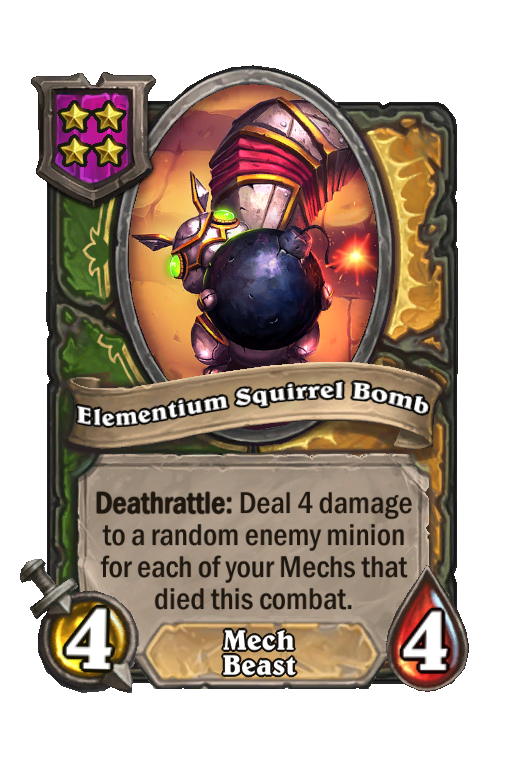 Elementium Squirrel Bomb
Deathrattle: Deal 4 damage
to a random enemy minion
for each of your Mechs that
died this combat.
4
Mech
Beast
4